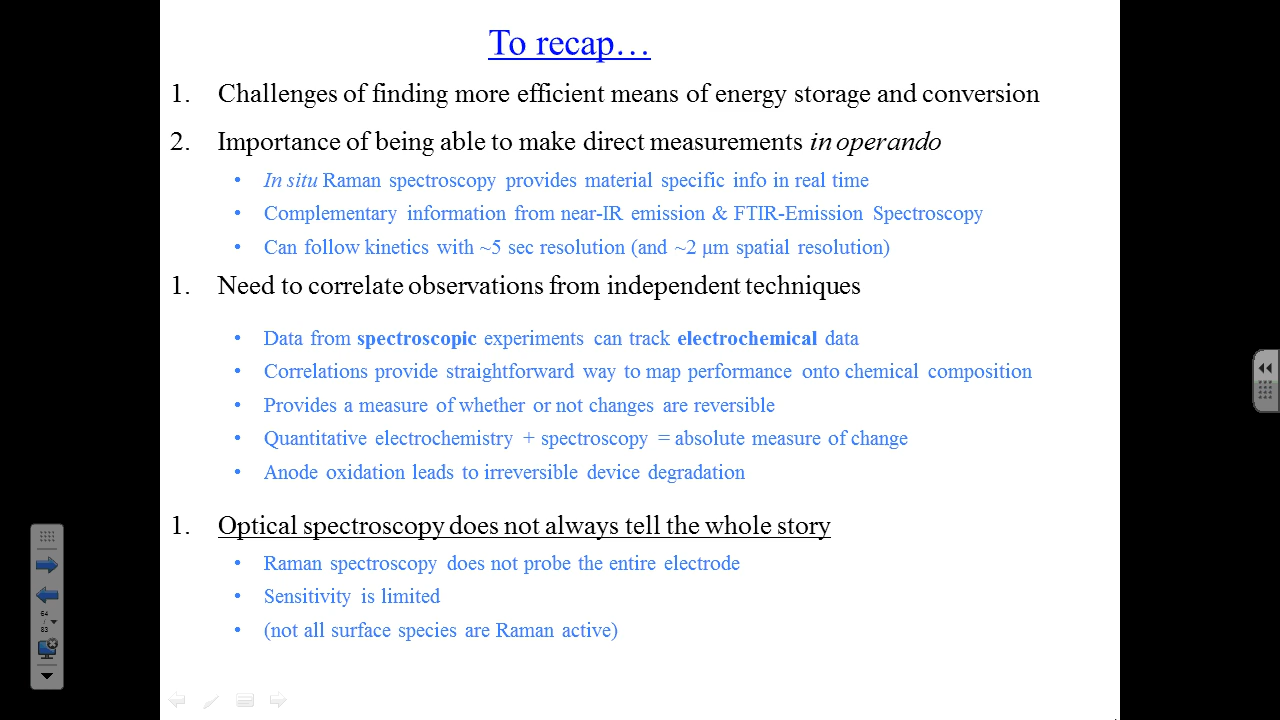 To recap…
1. Challenges of finding more efficient means of energy storage and conversion
2. Importance of being able to make direct measurements in operando
• In situ Raman spectroscopy provides material specific info in real time
• Complementary information from near-IR emission & FTIR-Emission Spectroscopy
• Can follow kinetics with ~5 sec resolution (and ~2 μm spatial resolution)
1. Need to correlate observations from independent techniques
• Data from spectroscopic experiments can track electrochemical data
• Correlations provide straightforward way to map performance onto chemical composition
• Provides a measure of whether or not changes are reversible
• Quantitative electrochemistry + spectroscopy = absolute measure of change
• Anode oxidation leads to irreversible device degradation
1. Optical spectroscopy does not always tell the whole story
• Raman spectroscopy does not probe the entire electrode
• Sensitivity is limited
• (not all surface species are Raman active)
64
/
83